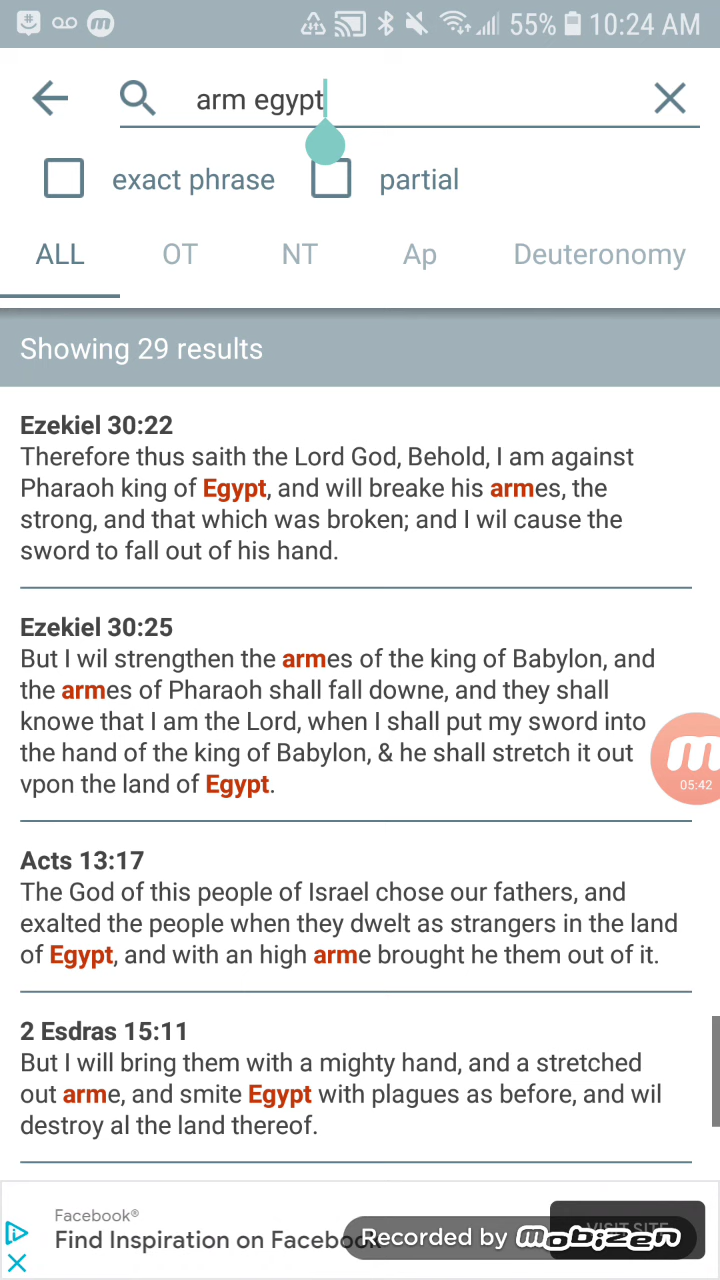 55% 10:24 AM
arm egypt
exact phrase partial
ALL OT NT Ap Deuteronomy
Showing 29 results
Ezekiel 30:22
Therefore thus saith the Lord God, Behold, I am against
Pharaoh king of Egypt, and will breake his armes, the
strong, and that which was broken; and I wil cause the
sword to fall out of his hand.
Ezekiel 30:25
But I wil strengthen the armes of the king of Babylon, and
the armes of Pharaoh shall fall downe, and they shall
knowe that I am the Lord, when I shall put my sword into
the hand of the king of Babylon, & he shall stretch it out
vpon the land of Egypt.
m
05:42
Acts 13:17
The God of this people of Israel chose our fathers, and
exalted the people when they dwelt as strangers in the land
of Egypt, and with an high arme brought he them out of it.
2 Esdras 15:11
But I will bring them with a mighty hand, and a stretched
out arme, and smite Egypt with plagues as before, and wil
destroy al the land thereof.
Facebook®
Find Inspiration on Facebook
VISIT SITE
Recorded by mobizen